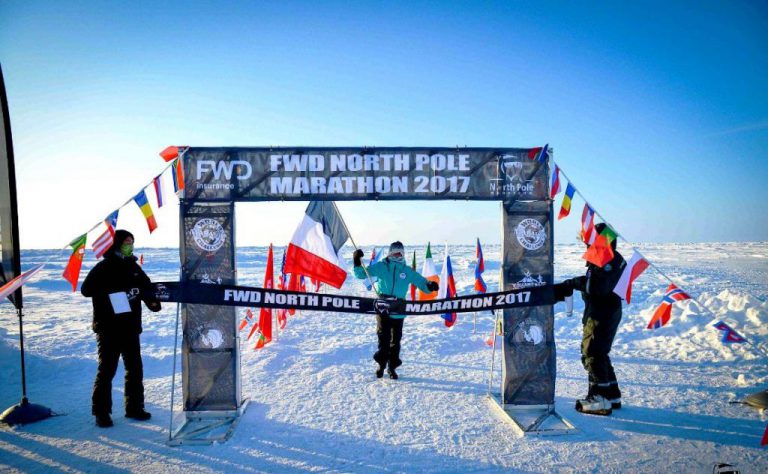 FWD
insurance
FWD NORTH POLE
MARATHON 2017
North Pole
FWD NORTH POLE MARATHON 2017